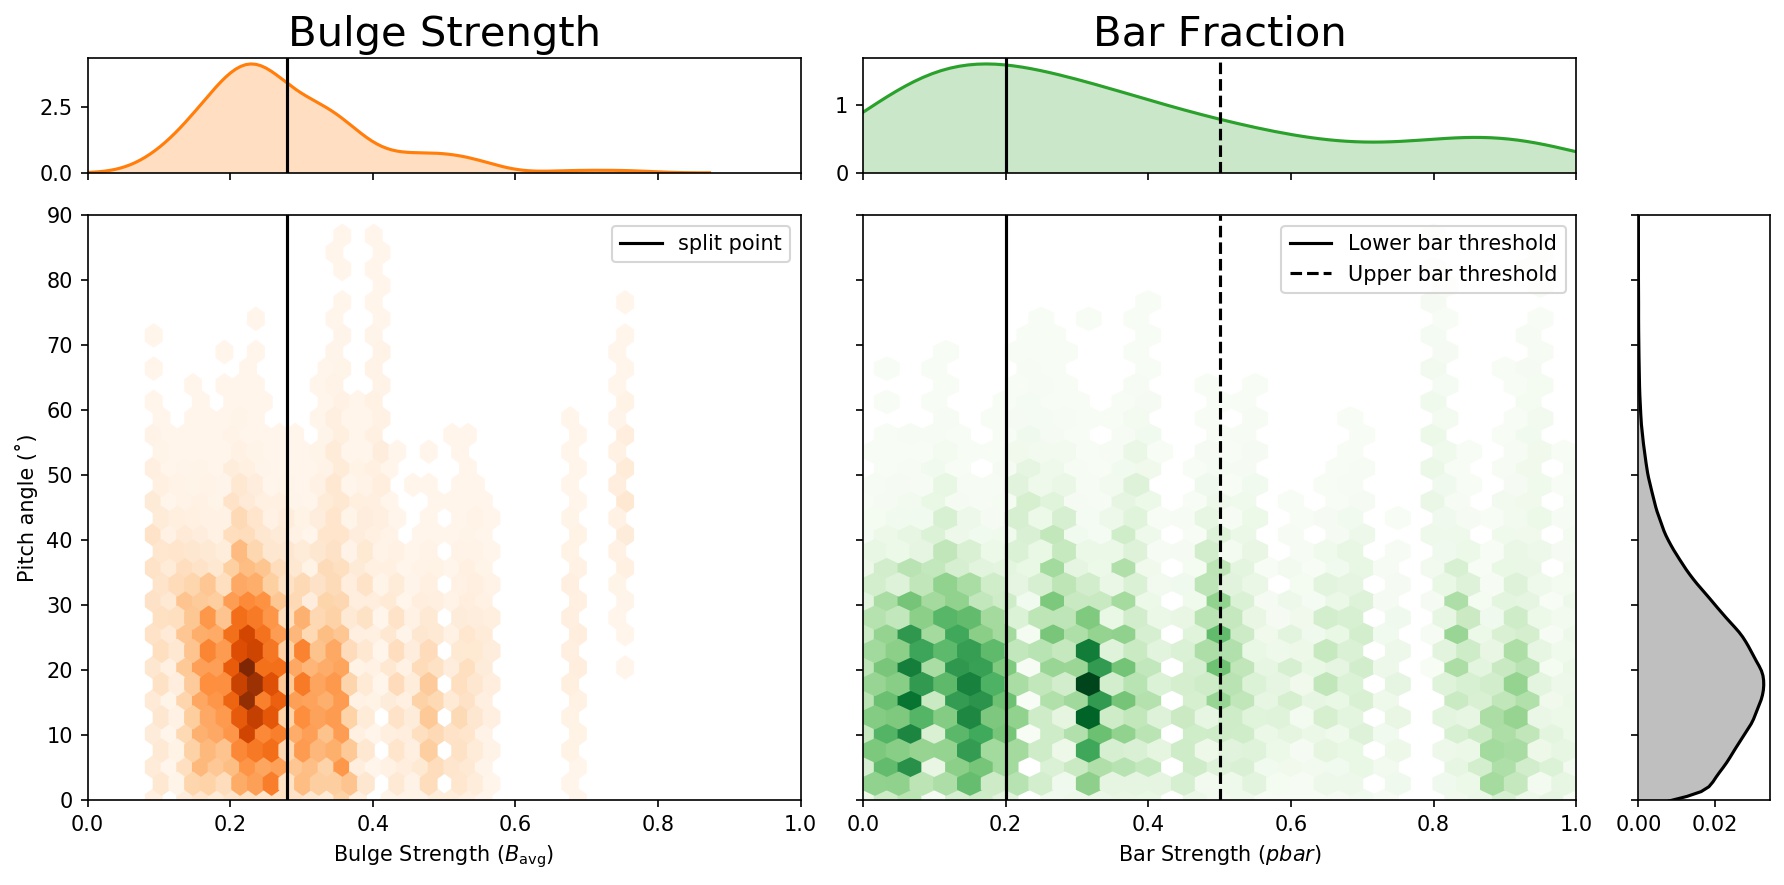 Bulge Strength
Bar Fraction
2.5
0.0
1
0
90
80
70
60
50
40
30
20
10
0
Pitch angle (°)
split point
Lower bar threshold
Upper bar threshold
0.0 0.2 0.4 0.6 0.8 1.0
0.0 0.2 0.4 0.6 0.8 1.0
0.00 0.02
Bulge Strength (B_avg)
Bar Strength (pbar)